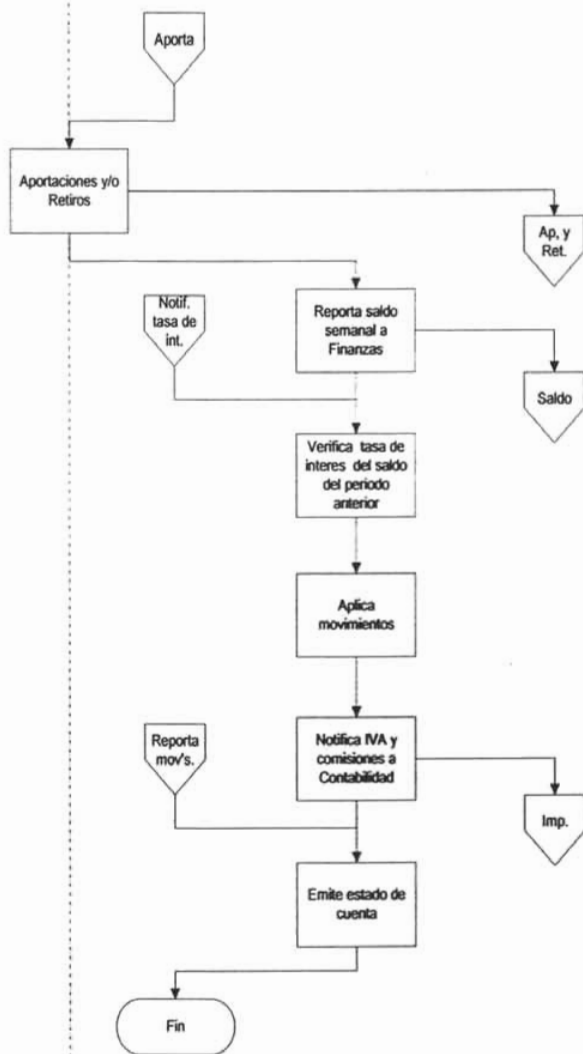 Aporta
Aportaciones y/o
Retiros
Ap, y
Ret.
Notif.
tasa de
int.
Reporta saldo
semanal a
Finanzas
Saldo
Verifica tasa de
interes del saldo
del periodo
anterior
Aplica
movimientos
Reporta
mov's.
Notifica IVA y
comisiones a
Contabilidad
Imp.
Emite estado de
cuenta
Fin